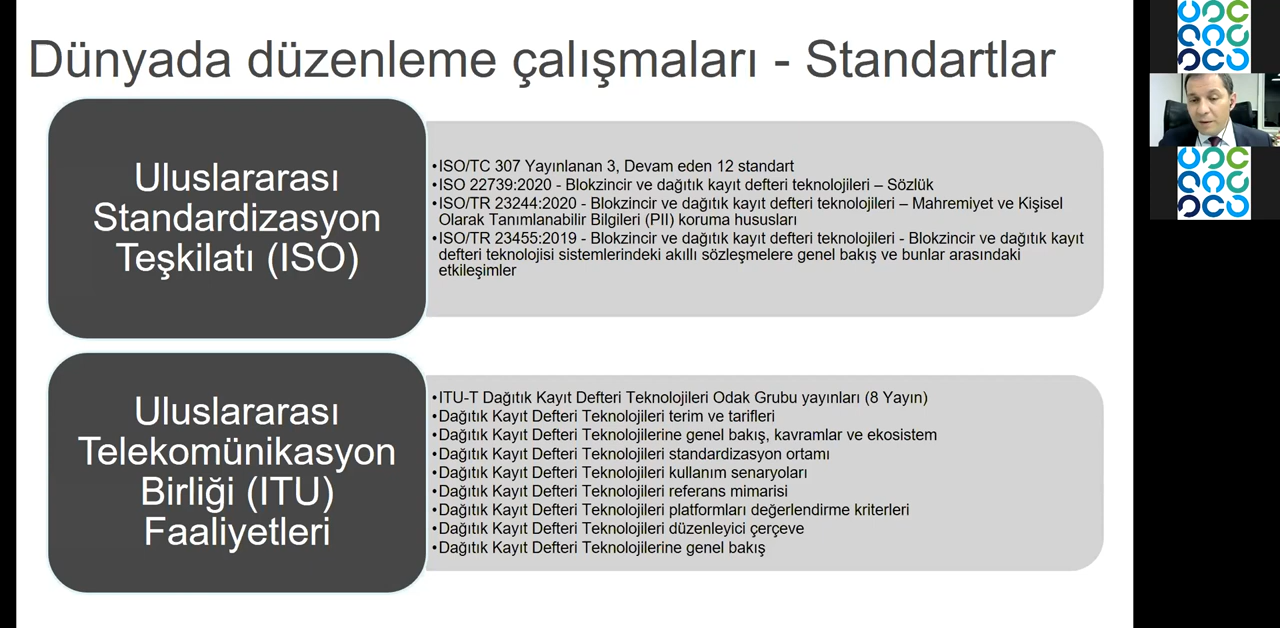 Dünyada düzenleme çalışmaları - Standartlar
Uluslararası
Standardizasyon
Teşkilatı (ISO)
•ISO/TC 307 Yayınlanan 3, Devam eden 12 standart
•ISO 22739:2020 - Blokzincir ve dağıtık kayıt defteri teknolojileri – Sözlük
•ISO/TR 23244:2020 - Blokzincir ve dağıtık kayıt defteri teknolojileri – Mahremiyet ve Kişisel
Olarak Tanımlanabilir Bilgileri (PII) koruma hususları
•ISO/TR 23455:2019 - Blokzincir ve dağıtık kayıt defteri teknolojileri - Blokzincir ve dağıtık kayıt
defteri teknolojisi sistemlerindeki akıllı sözleşmelere genel bakış ve bunlar arasındaki
etkileşimler
Uluslararası
Telekomünikasyon
Birliği (ITU)
Faaliyetleri
•ITU-T Dağıtık Kayıt Defteri Teknolojileri Odak Grubu yayınları (8 Yayın)
•Dağıtık Kayıt Defteri Teknolojileri terim ve tarifleri
•Dağıtık Kayıt Defteri Teknolojilerine genel bakış, kavramlar ve ekosistem
•Dağıtık Kayıt Defteri Teknolojileri standardizasyon ortamı
•Dağıtık Kayıt Defteri Teknolojileri kullanım senaryoları
•Dağıtık Kayıt Defteri Teknolojileri referans mimarisi
•Dağıtık Kayıt Defteri Teknolojileri platformları değerlendirme kriterleri
•Dağıtık Kayıt Defteri Teknolojileri düzenleyici çerçeve
•Dağıtık Kayıt Defteri Teknolojilerine genel bakış